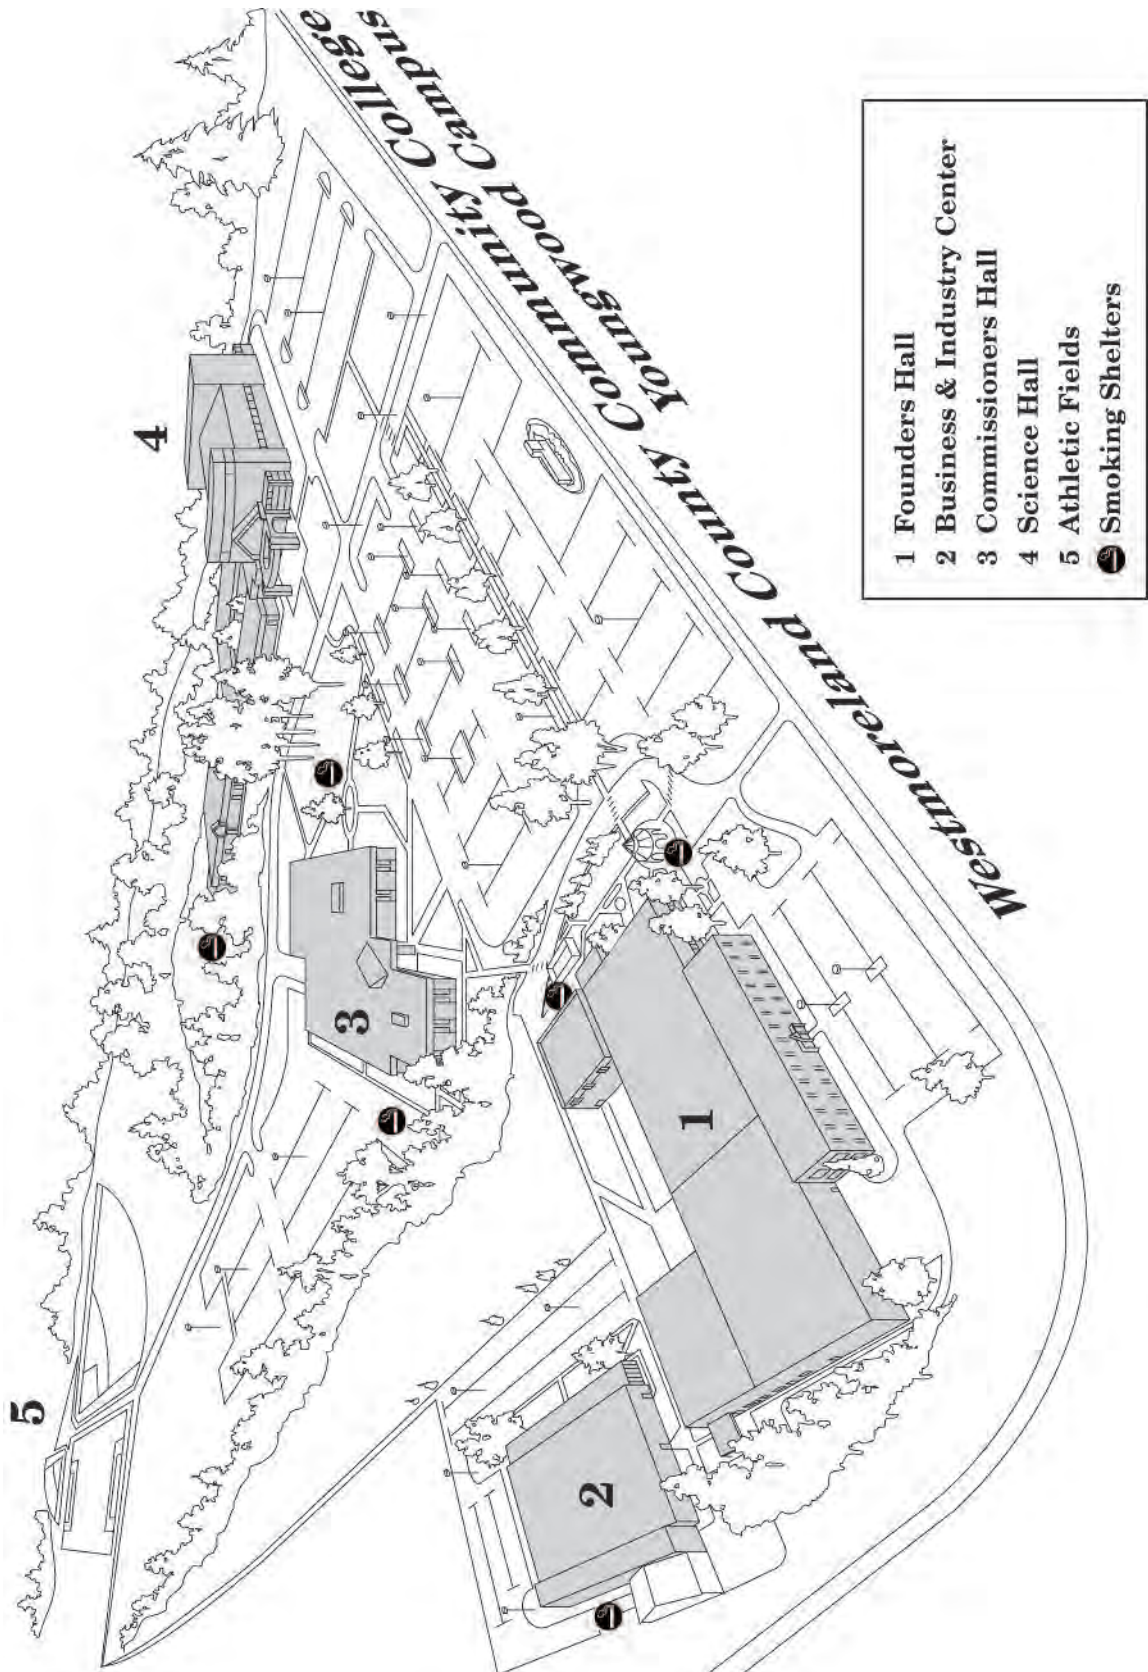 Westmoreland County Community College
Youngwood Campus
4
5
3
1
2
1 Founders Hall
2 Business & Industry Center
3 Commissioners Hall
4 Science Hall
5 Athletic Fields
Smoking Shelters